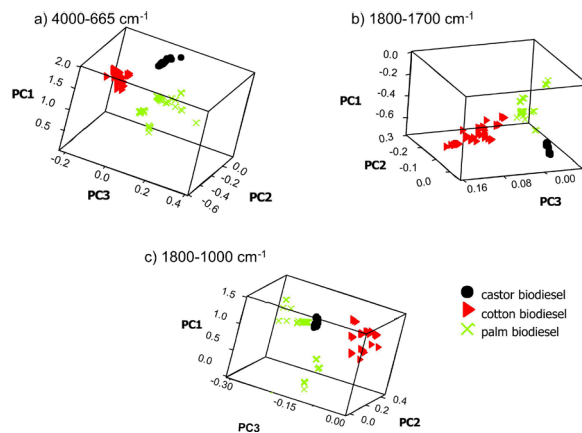 a) 4000-665 cm⁻¹
2.0
1.5
PC1
1.0
0.5
-0.2
0.0
0.2
0.4
PC3
0.0
-0.2
-0.4
-0.6
PC2
b) 1800-1700 cm⁻¹
0.0
-0.2
PC1
-0.4
0.0
0.3
-0.2
PC2
-0.1
0.0
0.16
0.08
0.00
PC3
c) 1800-1000 cm⁻¹
1.5
PC1
1.0
0.5
0.0
-0.30
-0.15
0.00
PC3
0.4
0.2
0.0
PC2
castor biodiesel
cotton biodiesel
palm biodiesel